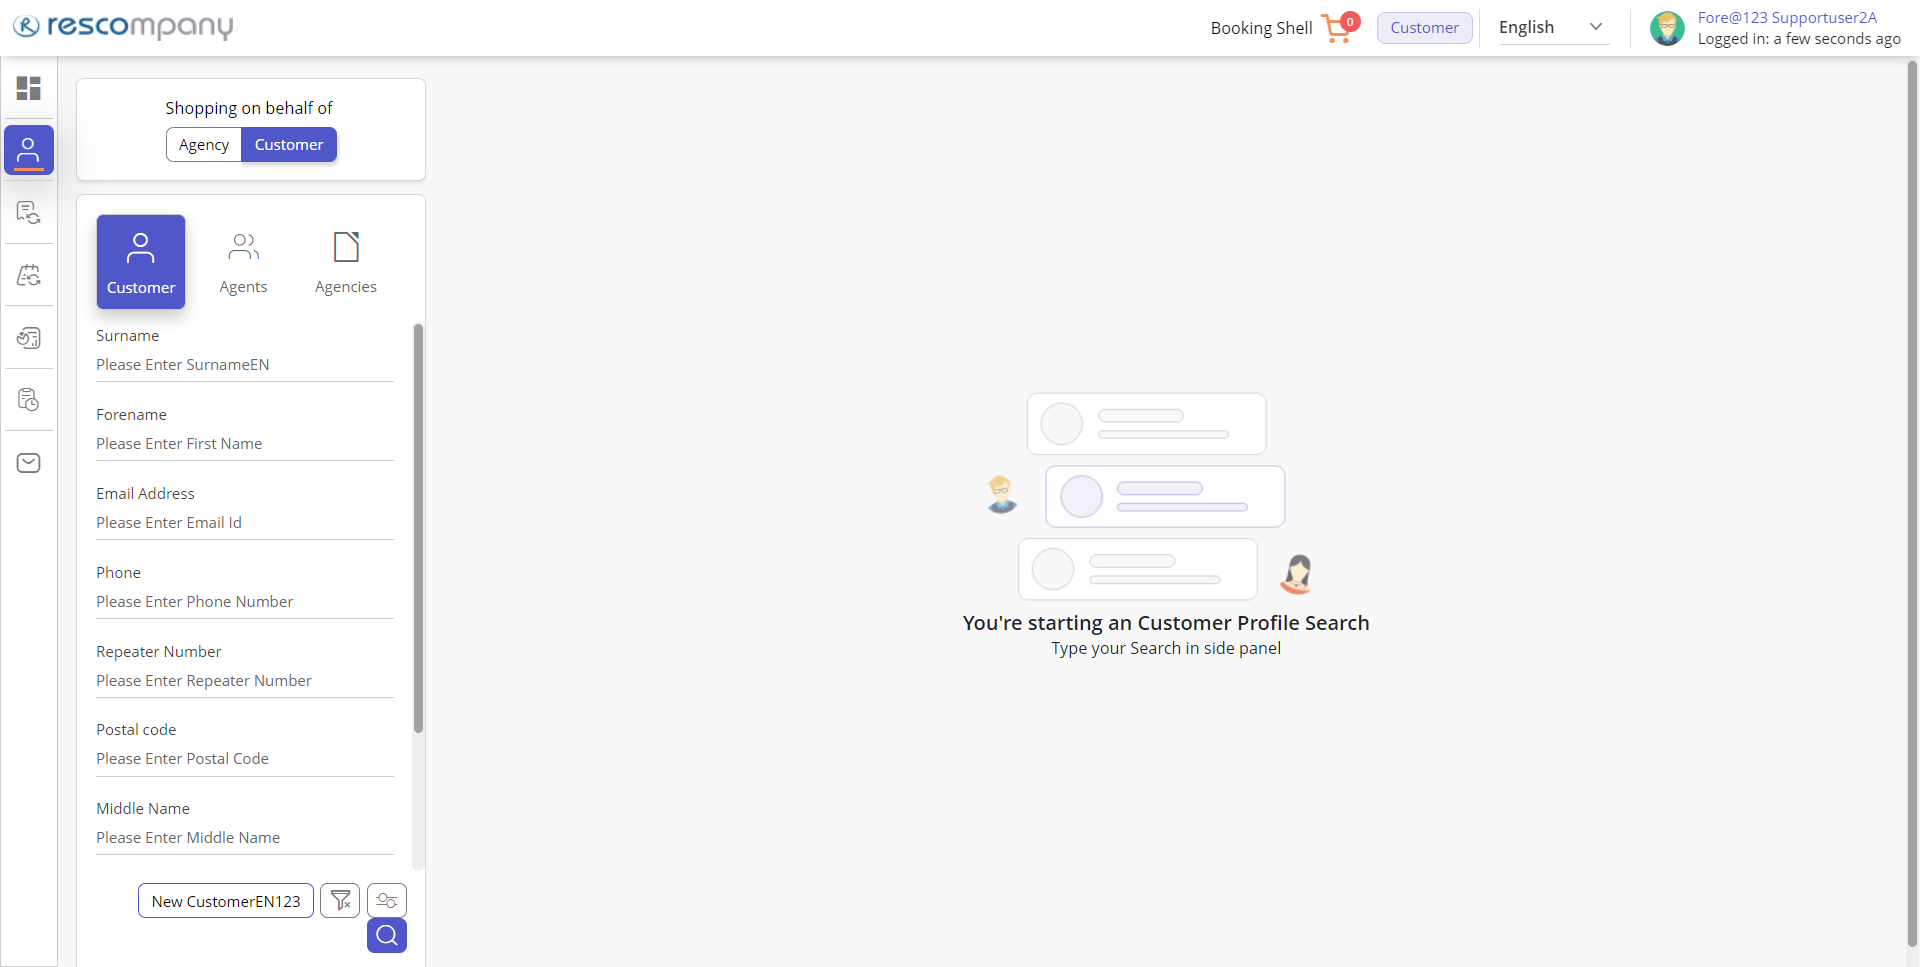 rescompany
Booking Shell
0
Customer
English
Fore@123 Supportuser2A
Logged in: a few seconds ago
Shopping on behalf of
Agency
Customer
Customer
Agents
Agencies
Surname
Please Enter SurnameEN
Forename
Please Enter First Name
Email Address
Please Enter Email Id
Phone
Please Enter Phone Number
Repeater Number
Please Enter Repeater Number
Postal code
Please Enter Postal Code
Middle Name
Please Enter Middle Name
New CustomerEN123
You're starting an Customer Profile Search
Type your Search in side panel